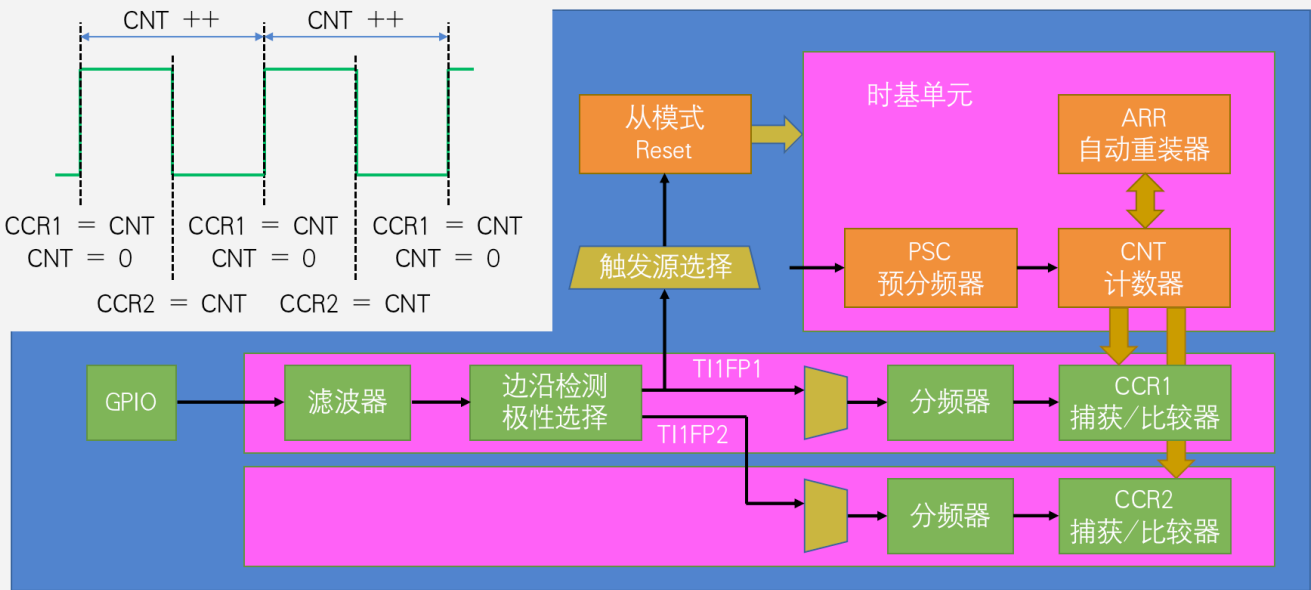 CNT ++
CNT ++
CCR1 = CNT
CNT = 0
CCR1 = CNT
CNT = 0
CCR1 = CNT
CNT = 0
CCR2 = CNT
CCR2 = CNT
从模式
Reset
时基单元
ARR
自动重装器
触发源选择
PSC
预分频器
CNT
计数器
GPIO
滤波器
边沿检测
极性选择
TI1FP1
TI1FP2
分频器
CCR1
捕获/比较器
分频器
CCR2
捕获/比较器